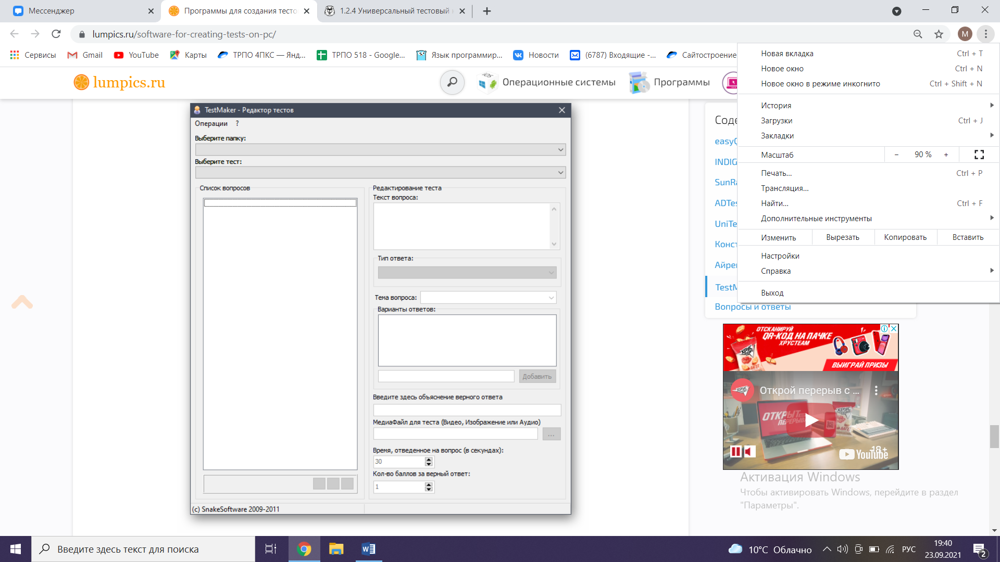 Мессенджер
Программы для создания тесто
1.2.4 Универсальный тестовый
lumpics.ru/software-for-creating-tests-on-pc/
M
Сервисы
Gmail
YouTube
Карты
ТРПО 4ПКС — Янд...
ТРПО 518 - Google...
Язык программир...
Новости
(6787) Входящие -...
Сайтостроение
lumpics.ru
iOS
Операционные системы
Программы
TestMaker - Редактор тестов
Операции ?
Выберите папку:
Выберите тест:
Список вопросов
Редактирование теста
Текст вопроса:
Тип ответа:
Тема вопроса:
Варианты ответов:
Добавить
Введите здесь объяснение верного ответа
МедиаФайл для теста (Видео, Изображение или Аудио)
...
Время, отведенное на вопрос (в секундах):
30
Кол-во баллов за верный ответ:
1
(c) SnakeSoftware 2009-2011
Соде
easyQ
INDIG
SunRa
ADTes
UniTe
Конст
Айрен
TestM
Вопросы и ответы
Новая вкладка Ctrl + T
Новое окно Ctrl + N
Новое окно в режиме инкогнито Ctrl + Shift + N
История
Загрузки Ctrl + J
Закладки
Масштаб − 90 % +
Печать... Ctrl + P
Трансляция...
Найти... Ctrl + F
Дополнительные инструменты
Изменить Вырезать Копировать Вставить
Настройки
Справка
Выход
ОТСКАНИРУЙ
QR-КОД НА ПАЧКЕ
ХРУСТЕАМ
ВЫИГРАЙ ПРИЗЫ
Открой перерыв с ...
18+
YouTube
Активация Windows
Чтобы активировать Windows, перейдите в раздел
"Параметры".
Введите здесь текст для поиска
10°C Облачно
РУС
19:40
23.09.2021
2